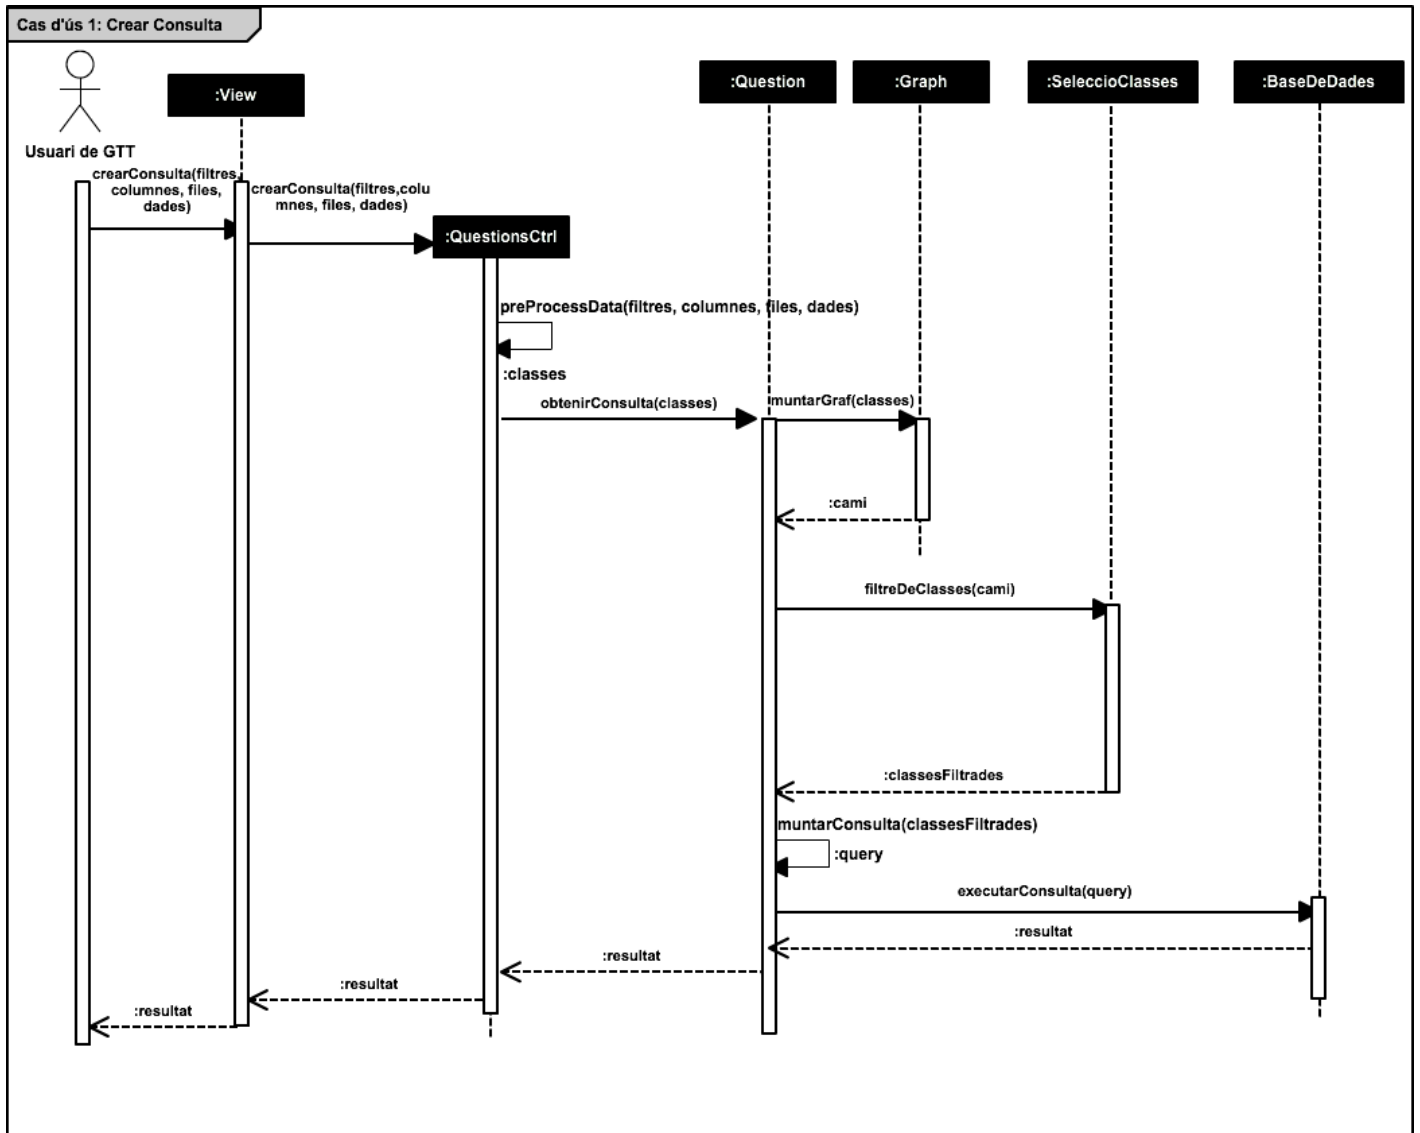 Cas d'ús 1: Crear Consulta
:View
:Question
:Graph
:SeleccioClasses
:BaseDeDades
Usuari de GTT
crearConsulta(filtres,
columnes, files,
dades)
crearConsulta(filtres,colu
mnes, files, dades)
:QuestionsCtrl
preProcessData(filtres, columnes, files, dades)
:classes
obtenirConsulta(classes)
muntarGraf(classes)
:cami
filtreDeClasses(cami)
:classesFiltrades
muntarConsulta(classesFiltrades)
:query
executarConsulta(query)
:resultat
:resultat
:resultat
:resultat